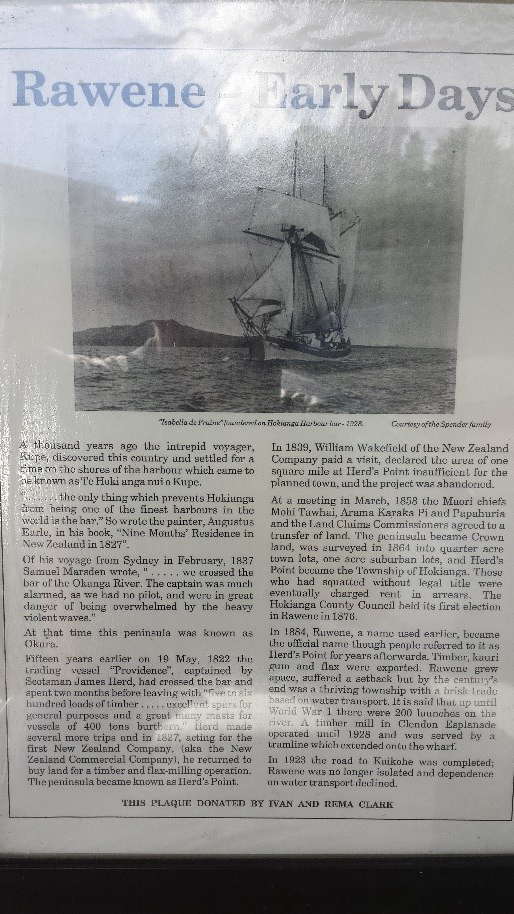 Rawene - Early Days
"Isabella de Fraine" foundered on Hokianga Harbour bar - 1928.
Courtesy of the Spender family
A thousand years ago the intrepid voyager,
Kupe, discovered this country and settled for a
time on the shores of the harbour which came to
be known as Te Hoki anga nui o Kupe.
"....... the only thing which prevents Hokianga
from being one of the finest harbours in the
world is the bar." So wrote the painter, Augustus
Earle, in his book, "Nine Months' Residence in
New Zealand in 1827".
Of his voyage from Sydney in February, 1837
Samuel Marsden wrote, " ..... we crossed the
bar of the Okanga River. The captain was much
alarmed, as we had no pilot, and were in great
danger of being overwhelmed by the heavy
violent waves."
At that time this peninsula was known as
Okura.
Fifteen years earlier on 19 May, 1822 the
trading vessel "Providence", captained by
Scotsman James Herd, had crossed the bar and
spent two months before leaving with "five to six
hundred loads of timber ..... excellent spars for
general purposes and a great many masts for
vessels of 400 tons burthen." Herd made
several more trips and in 1827, acting for the
first New Zealand Company, (aka the New
Zealand Commercial Company), he returned to
buy land for a timber and flax-milling operation.
The peninsula became known as Herd's Point.
In 1839, William Wakefield of the New Zealand
Company paid a visit, declared the area of one
square mile at Herd's Point insufficient for the
planned town, and the project was abandoned.
At a meeting in March, 1858 the Maori chiefs
Mohi Tawhai, Arama Karaka Pi and Papahuria
and the Land Claims Commissioners agreed to a
transfer of land. The peninsula became Crown
land, was surveyed in 1864 into quarter acre
town lots, one acre suburban lots, and Herd's
Point became the Township of Hokianga. Those
who had squatted without legal title were
eventually charged rent in arrears. The
Hokianga County Council held its first election
in Rawene in 1876.
In 1884, Rawene, a name used earlier, became
the official name though people referred to it as
Herd's Point for years afterwards. Timber, kauri
gum and flax were exported. Rawene grew
apace, suffered a setback but by the century's
end was a thriving township with a brisk trade
based on water transport. It is said that up until
World War 1 there were 200 launches on the
river. A timber mill in Clendon Esplanade
operated until 1928 and was served by a
tramline which extended onto the wharf.
In 1923 the road to Kaikohe was completed;
Rawene was no longer isolated and dependence
on water transport declined.
THIS PLAQUE DONATED BY IVAN AND REMA CLARK